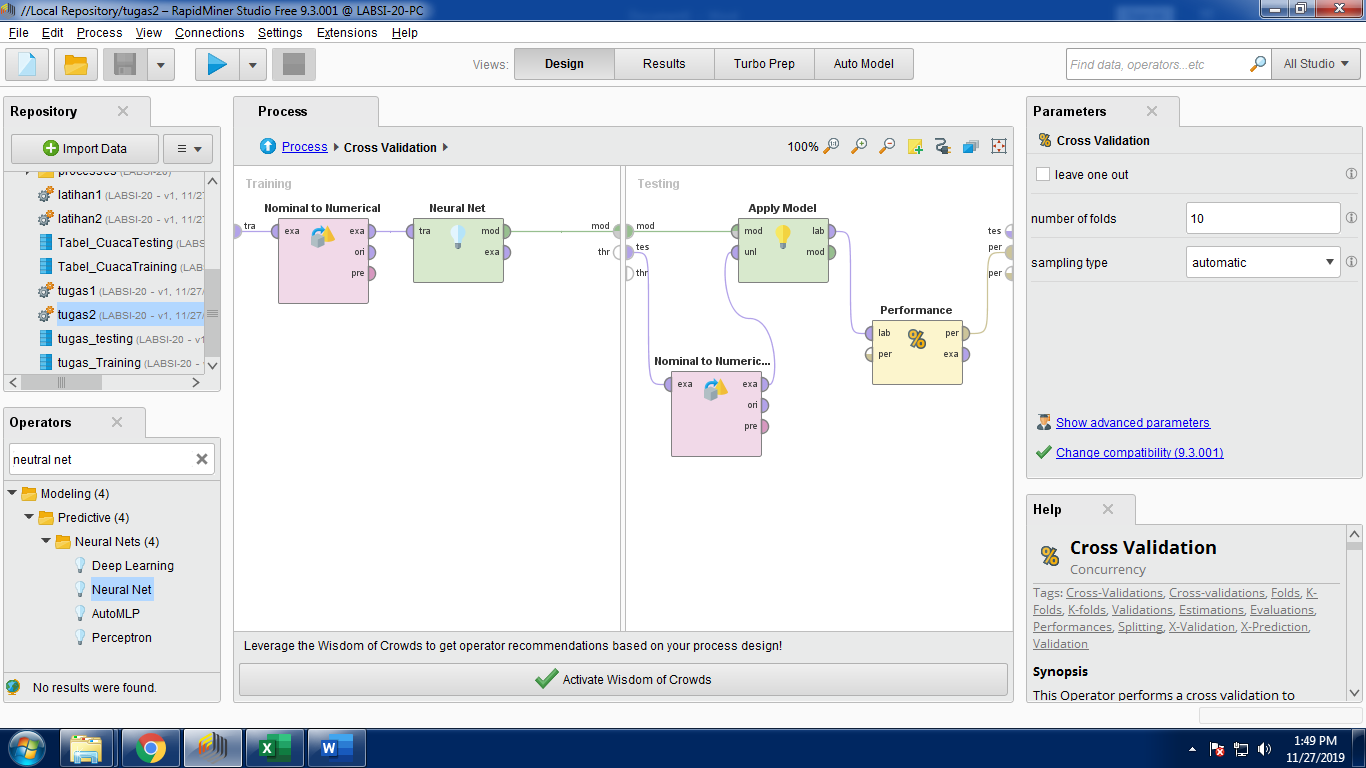 //Local Repository/tugas2 – RapidMiner Studio Free 9.3.001 @ LABSI-20-PC
File Edit Process View Connections Settings Extensions Help
Views: Design Results Turbo Prep Auto Model
Find data, operators...etc
All Studio
Repository
Import Data
processes (LABSI-20)
latihan1 (LABSI-20 - v1, 11/27
latihan2 (LABSI-20 - v1, 11/27
Tabel_CuacaTesting (LABSI-20
Tabel_CuacaTraining (LABSI-20
tugas1 (LABSI-20 - v1, 11/27/
tugas2 (LABSI-20 - v1, 11/27/
tugas_testing (LABSI-20 - v1
tugas_Training (LABSI-20 -
Operators
neutral net
Modeling (4)
Predictive (4)
Neural Nets (4)
Deep Learning
Neural Net
AutoMLP
Perceptron
No results were found.
Process
Process Cross Validation
100%
Training
Nominal to Numerical
tra
exa exa
ori
pre
Neural Net
tra mod
exa
mod
thr
Testing
mod
tes
thr
Apply Model
mod lab
unl mod
Nominal to Numeric...
exa exa
ori
pre
Performance
lab per
per exa
tes
per
per
Leverage the Wisdom of Crowds to get operator recommendations based on your process design!
Activate Wisdom of Crowds
Parameters
Cross Validation
leave one out
number of folds 10
sampling type automatic
Show advanced parameters
Change compatibility (9.3.001)
Help
Cross Validation
Concurrency
Tags: Cross-Validations, Cross-validations, Folds, K-
Folds, K-folds, Validations, Estimations, Evaluations,
Performances, Splitting, X-Validation, X-Prediction,
Validation
Synopsis
This Operator performs a cross validation to
1:49 PM
11/27/2019